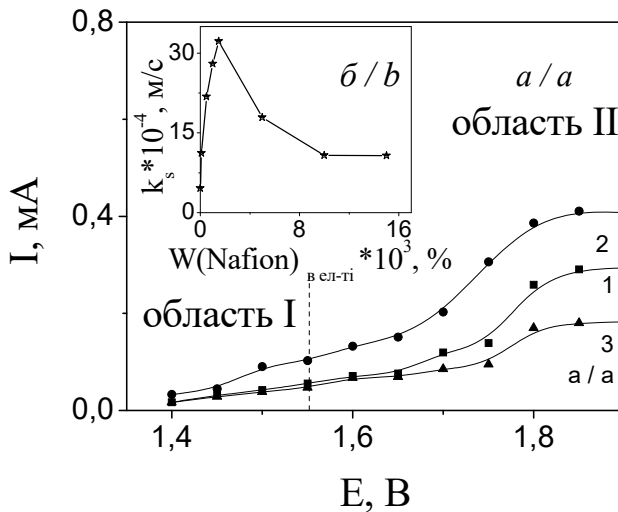 0,8
0,4
0,0
I, мА
30
15
0
k_s*10^-4, м/с
б / b
0 8 16
W(Nafion) в ел-ті *10^3, %
а / a
область II
область I
2
1
3
а / а
1,4 1,6 1,8
E, В